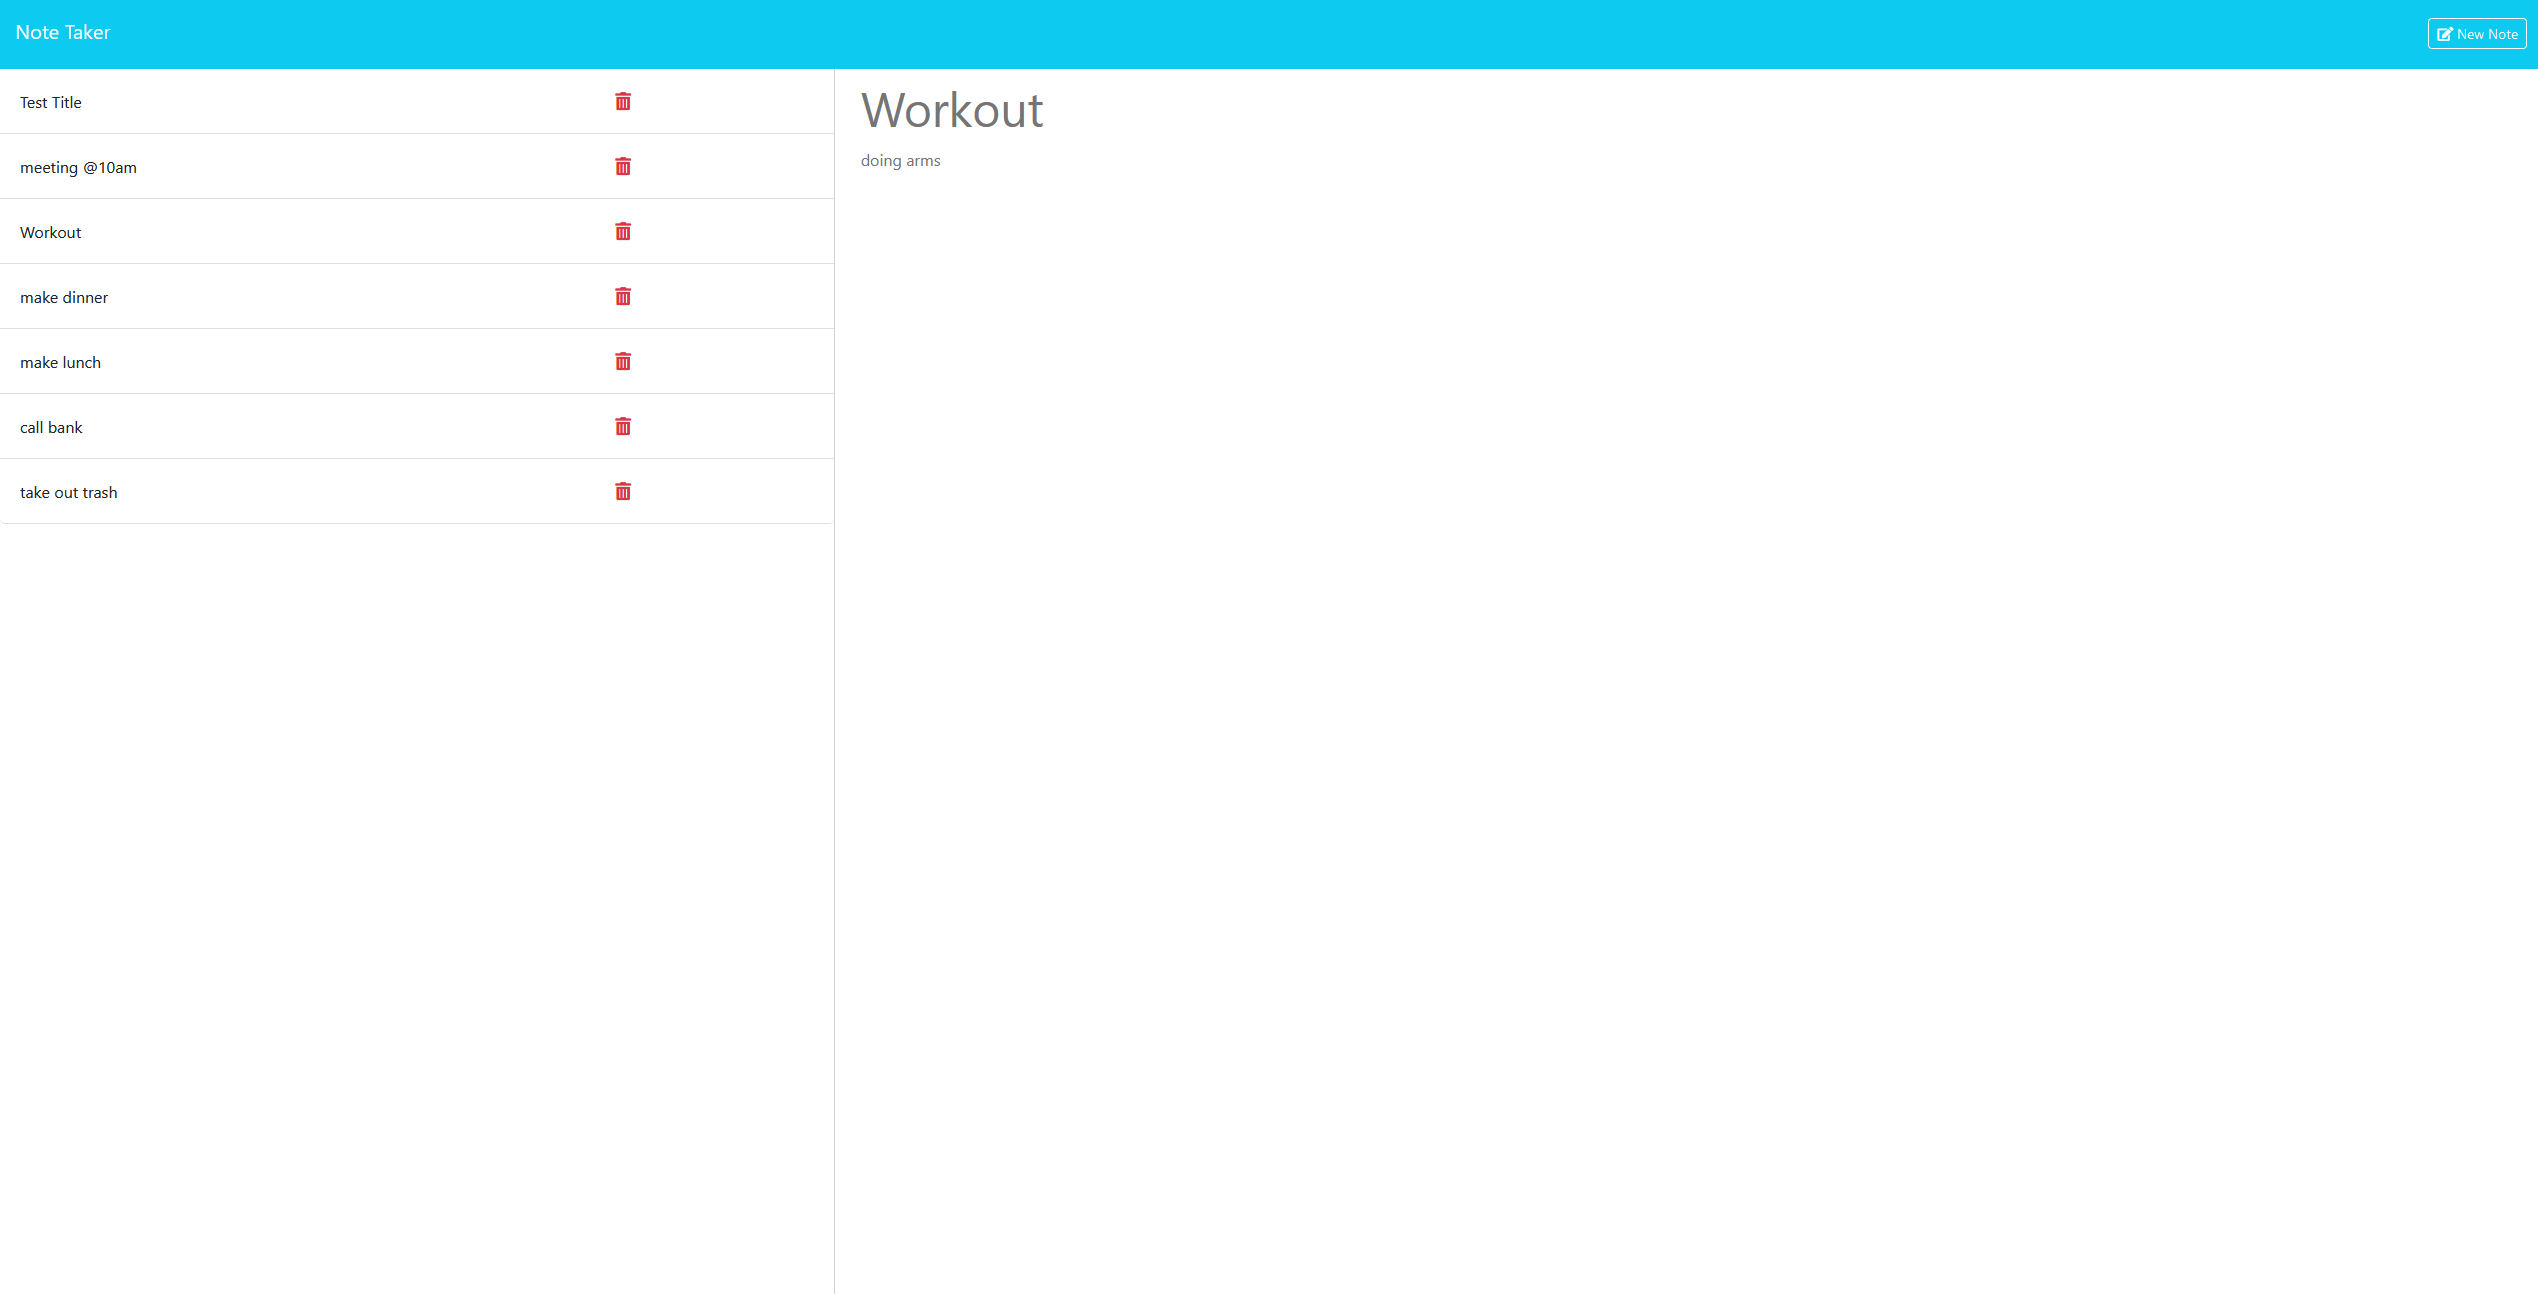 Note Taker
New Note
Test Title
meeting @10am
Workout
make dinner
make lunch
call bank
take out trash
Workout
doing arms